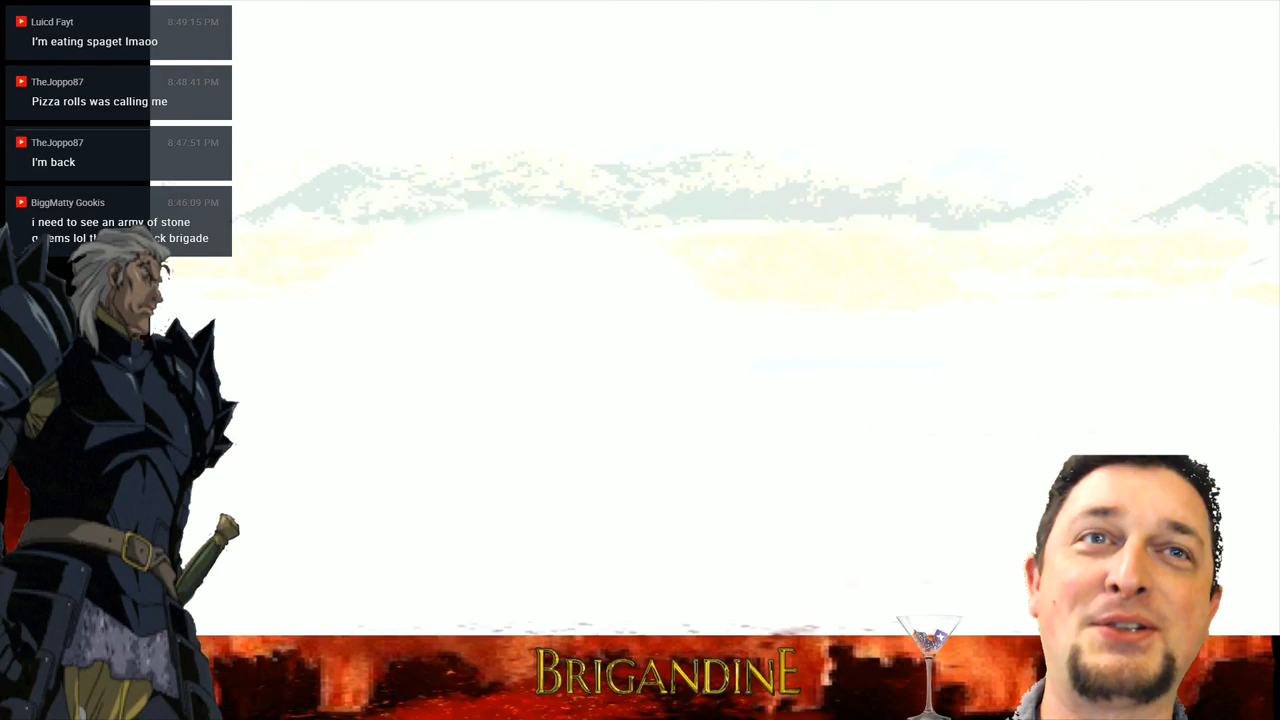 Luicd Fayt 8:49:15 PM
I'm eating spaget lmaoo
TheJoppo87 8:48:41 PM
Pizza rolls was calling me
TheJoppo87 8:47:51 PM
I'm back
BiggMatty Gookis 8:46:09 PM
i need to see an army of stone
lol brigade
BRIGANDINE